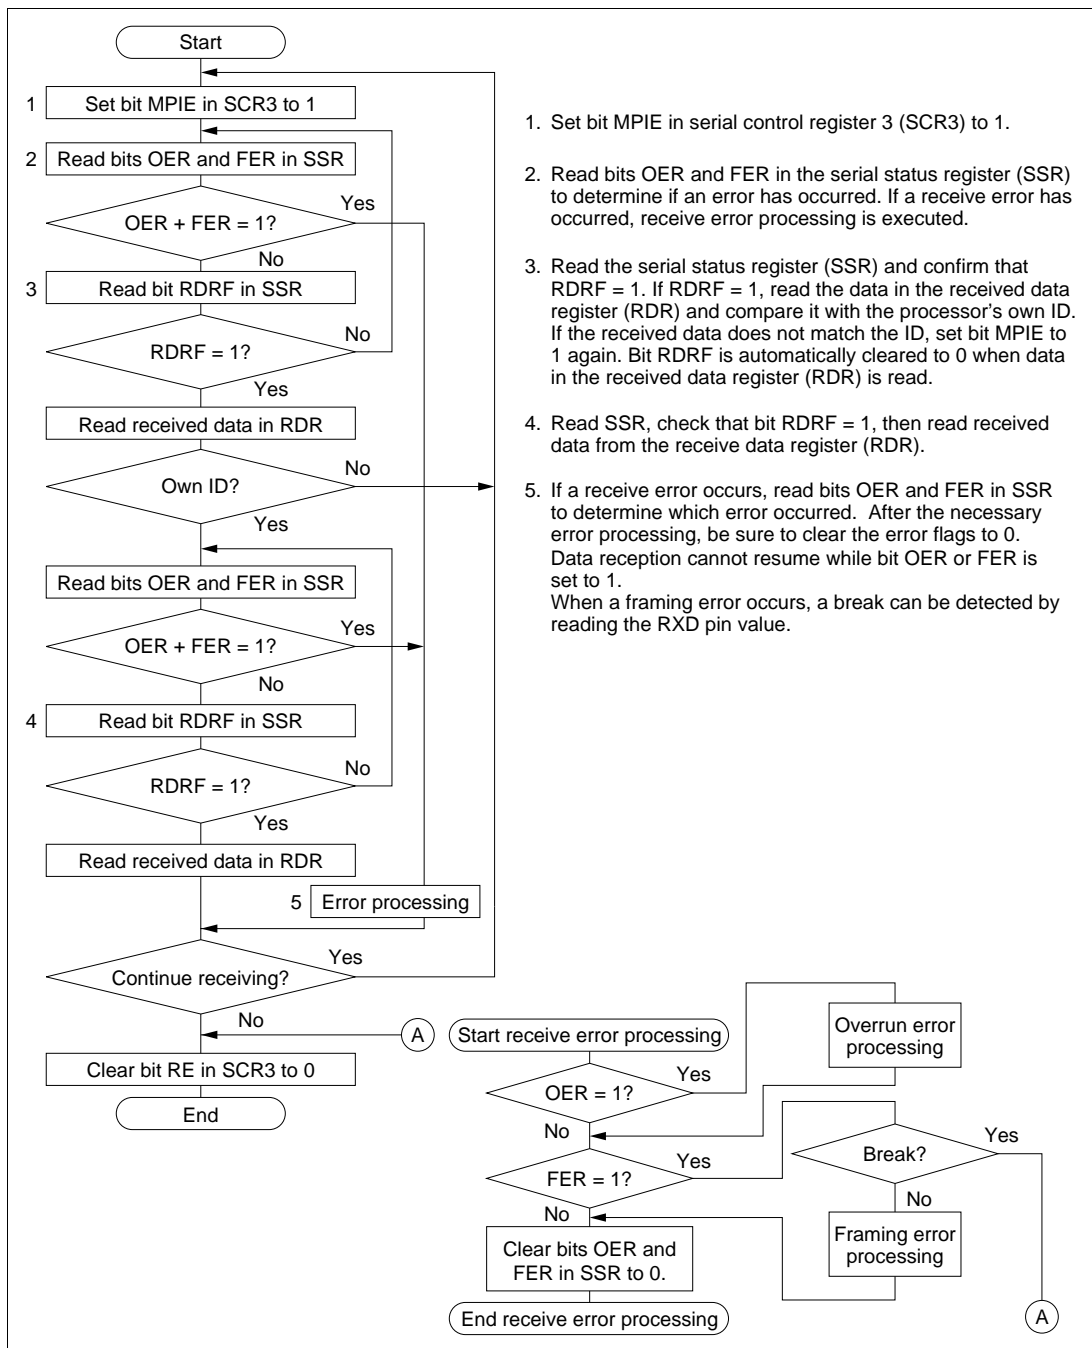 Start
1 Set bit MPIE in SCR3 to 1
2 Read bits OER and FER in SSR
Yes
OER + FER = 1?
No
3 Read bit RDRF in SSR
No
RDRF = 1?
Yes
Read received data in RDR
No
Own ID?
Yes
Read bits OER and FER in SSR
Yes
OER + FER = 1?
No
4 Read bit RDRF in SSR
No
RDRF = 1?
Yes
Read received data in RDR
5 Error processing
Yes
Continue receiving?
No
A
Clear bit RE in SCR3 to 0
End
1. Set bit MPIE in serial control register 3 (SCR3) to 1.
2. Read bits OER and FER in the serial status register (SSR)
to determine if an error has occurred. If a receive error has
occurred, receive error processing is executed.
3. Read the serial status register (SSR) and confirm that
RDRF = 1. If RDRF = 1, read the data in the received data
register (RDR) and compare it with the processor's own ID.
If the received data does not match the ID, set bit MPIE to
1 again. Bit RDRF is automatically cleared to 0 when data
in the received data register (RDR) is read.
4. Read SSR, check that bit RDRF = 1, then read received
data from the receive data register (RDR).
5. If a receive error occurs, read bits OER and FER in SSR
to determine which error occurred. After the necessary
error processing, be sure to clear the error flags to 0.
Data reception cannot resume while bit OER or FER is
set to 1.
When a framing error occurs, a break can be detected by
reading the RXD pin value.
Start receive error processing
Yes
OER = 1?
No
Overrun error
processing
Yes
FER = 1?
No
Yes
Break?
No
Framing error
processing
Clear bits OER and
FER in SSR to 0.
End receive error processing
A